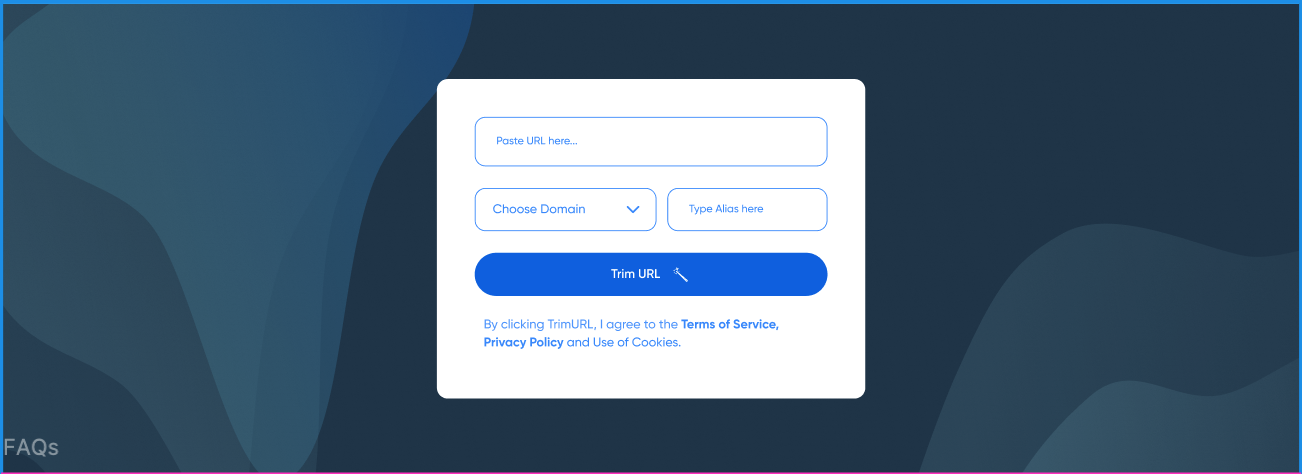 Paste URL here...
Choose Domain
Type Alias here
Trim URL
By clicking TrimURL, I agree to the Terms of Service,
Privacy Policy and Use of Cookies.
FAQs